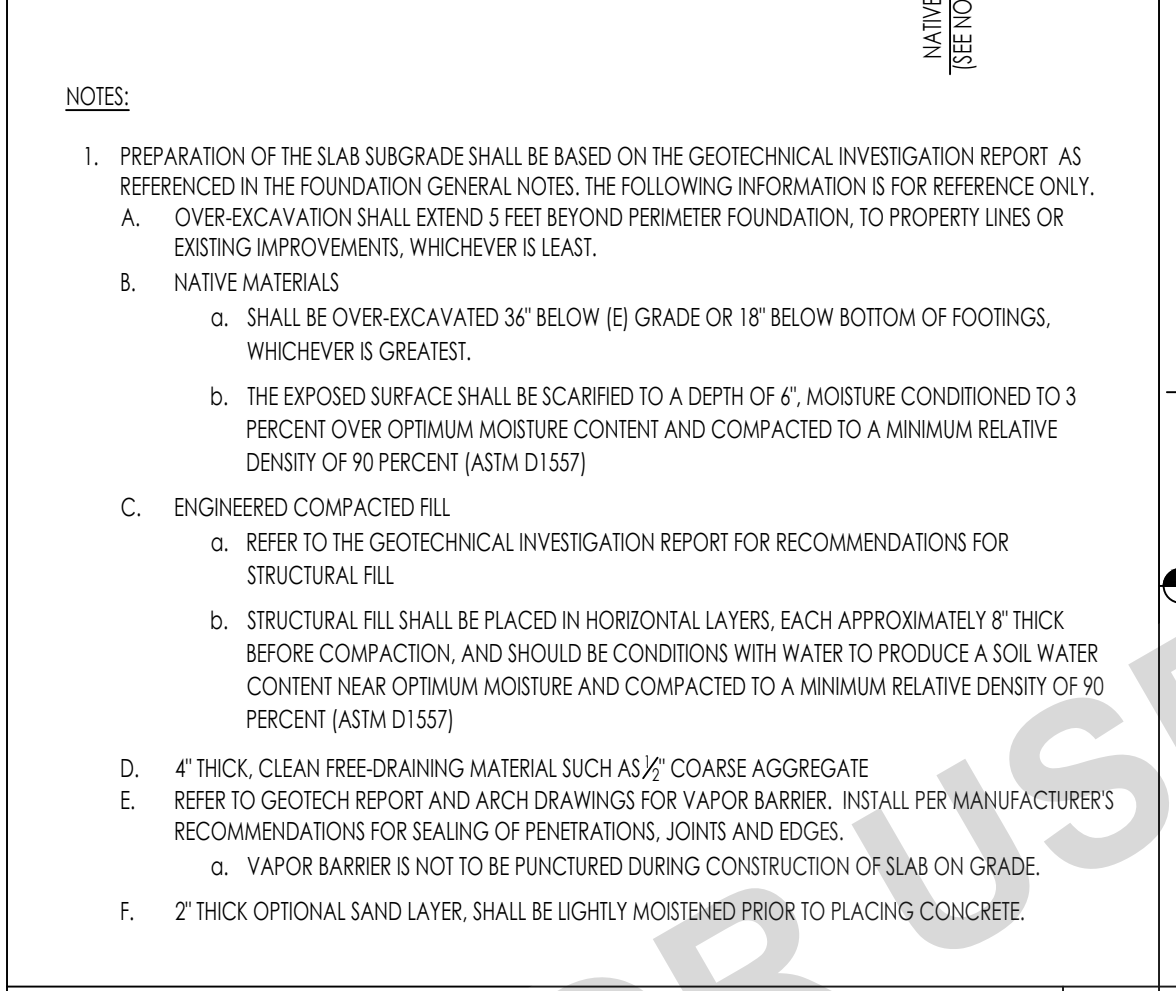 NATIVE
(SEE NO
NOTES:
1. PREPARATION OF THE SLAB SUBGRADE SHALL BE BASED ON THE GEOTECHNICAL INVESTIGATION REPORT AS
REFERENCED IN THE FOUNDATION GENERAL NOTES. THE FOLLOWING INFORMATION IS FOR REFERENCE ONLY.
A. OVER-EXCAVATION SHALL EXTEND 5 FEET BEYOND PERIMETER FOUNDATION, TO PROPERTY LINES OR
EXISTING IMPROVEMENTS, WHICHEVER IS LEAST.
B. NATIVE MATERIALS
a. SHALL BE OVER-EXCAVATED 36" BELOW (E) GRADE OR 18" BELOW BOTTOM OF FOOTINGS,
WHICHEVER IS GREATEST.
b. THE EXPOSED SURFACE SHALL BE SCARIFIED TO A DEPTH OF 6", MOISTURE CONDITIONED TO 3
PERCENT OVER OPTIMUM MOISTURE CONTENT AND COMPACTED TO A MINIMUM RELATIVE
DENSITY OF 90 PERCENT (ASTM D1557)
C. ENGINEERED COMPACTED FILL
a. REFER TO THE GEOTECHNICAL INVESTIGATION REPORT FOR RECOMMENDATIONS FOR
STRUCTURAL FILL
b. STRUCTURAL FILL SHALL BE PLACED IN HORIZONTAL LAYERS, EACH APPROXIMATELY 8" THICK
BEFORE COMPACTION, AND SHOULD BE CONDITIONS WITH WATER TO PRODUCE A SOIL WATER
CONTENT NEAR OPTIMUM MOISTURE AND COMPACTED TO A MINIMUM RELATIVE DENSITY OF 90
PERCENT (ASTM D1557)
D. 4" THICK, CLEAN FREE-DRAINING MATERIAL SUCH AS ½" COARSE AGGREGATE
E. REFER TO GEOTECH REPORT AND ARCH DRAWINGS FOR VAPOR BARRIER. INSTALL PER MANUFACTURER'S
RECOMMENDATIONS FOR SEALING OF PENETRATIONS, JOINTS AND EDGES.
a. VAPOR BARRIER IS NOT TO BE PUNCTURED DURING CONSTRUCTION OF SLAB ON GRADE.
F. 2" THICK OPTIONAL SAND LAYER, SHALL BE LIGHTLY MOISTENED PRIOR TO PLACING CONCRETE.